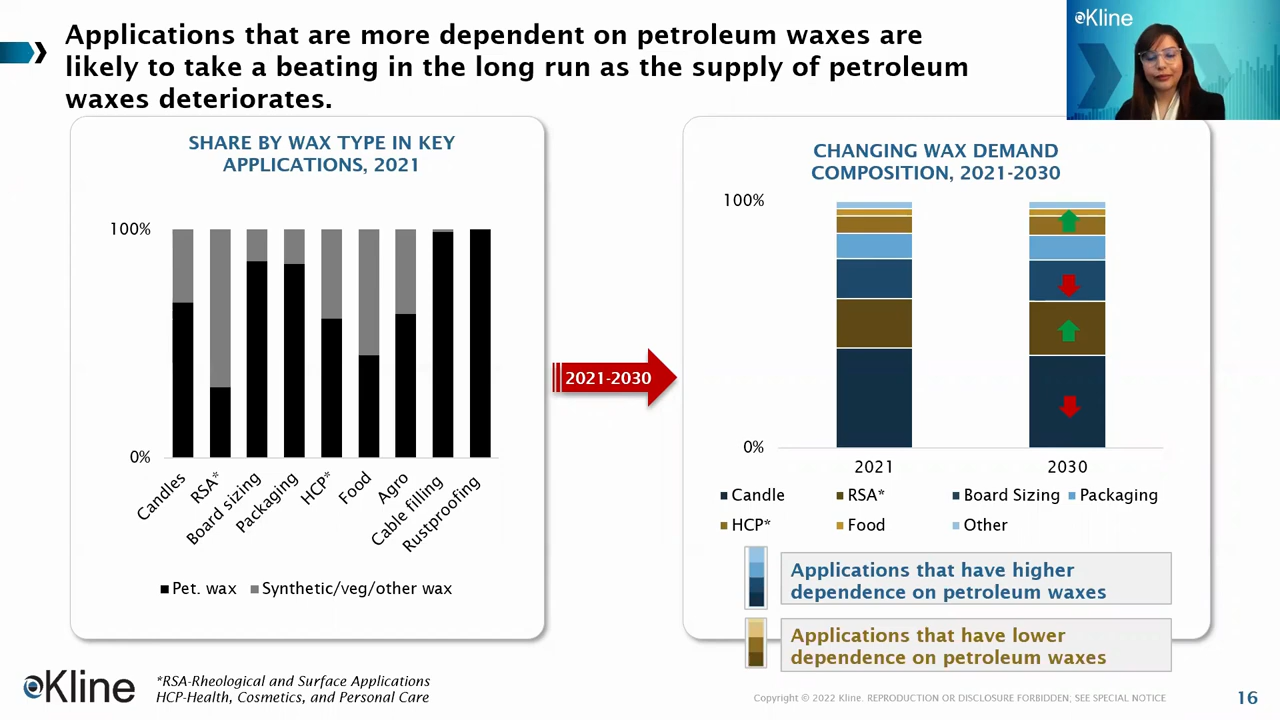 Applications that are more dependent on petroleum waxes are
likely to take a beating in the long run as the supply of petroleum
waxes deteriorates.
Kline
SHARE BY WAX TYPE IN KEY
APPLICATIONS, 2021
100%
0%
Candles
RSA*
Board sizing
Packaging
HCP*
Food
Agro
Cable filling
Rustproofing
Pet. wax
Synthetic/veg/other wax
2021-2030
CHANGING WAX DEMAND
COMPOSITION, 2021-2030
100%
0%
2021
2030
Candle
RSA*
Board Sizing
Packaging
HCP*
Food
Other
Applications that have higher
dependence on petroleum waxes
Applications that have lower
dependence on petroleum waxes
Kline
*RSA-Rheological and Surface Applications
HCP-Health, Cosmetics, and Personal Care
Copyright © 2022 Kline. REPRODUCTION OR DISCLOSURE FORBIDDEN; SEE SPECIAL NOTICE
16